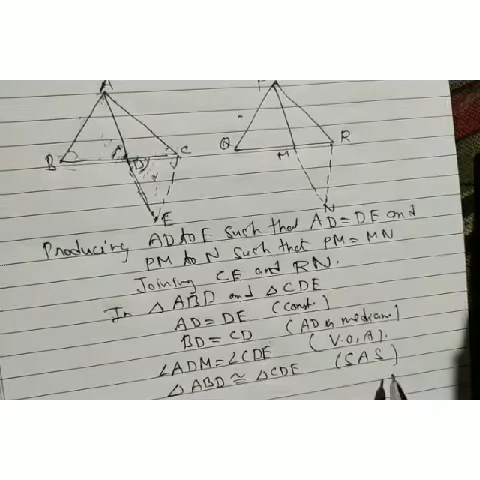 A P
B D C Q M R
E N
Producing AD to E such that AD = DE and
PM to N such that PM = MN
Joining CE and RN.
In △ABD and △CDE
AD = DE (Const.)
BD = CD (AD is median)
∠ADM = ∠CDE (V.O.A).
△ABD ≅ △CDE (SAS)